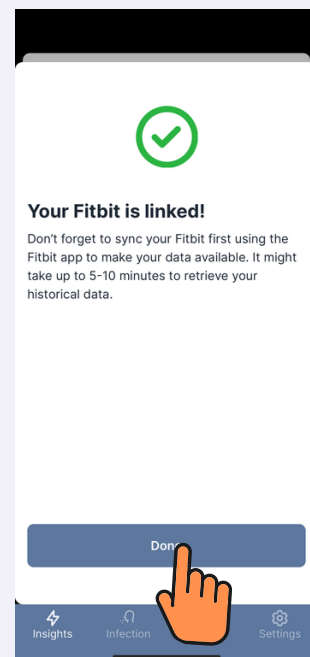 Your Fitbit is linked!
Don't forget to sync your Fitbit first using the
Fitbit app to make your data available. It might
take up to 5-10 minutes to retrieve your
historical data.
Insights
Infection
Settings